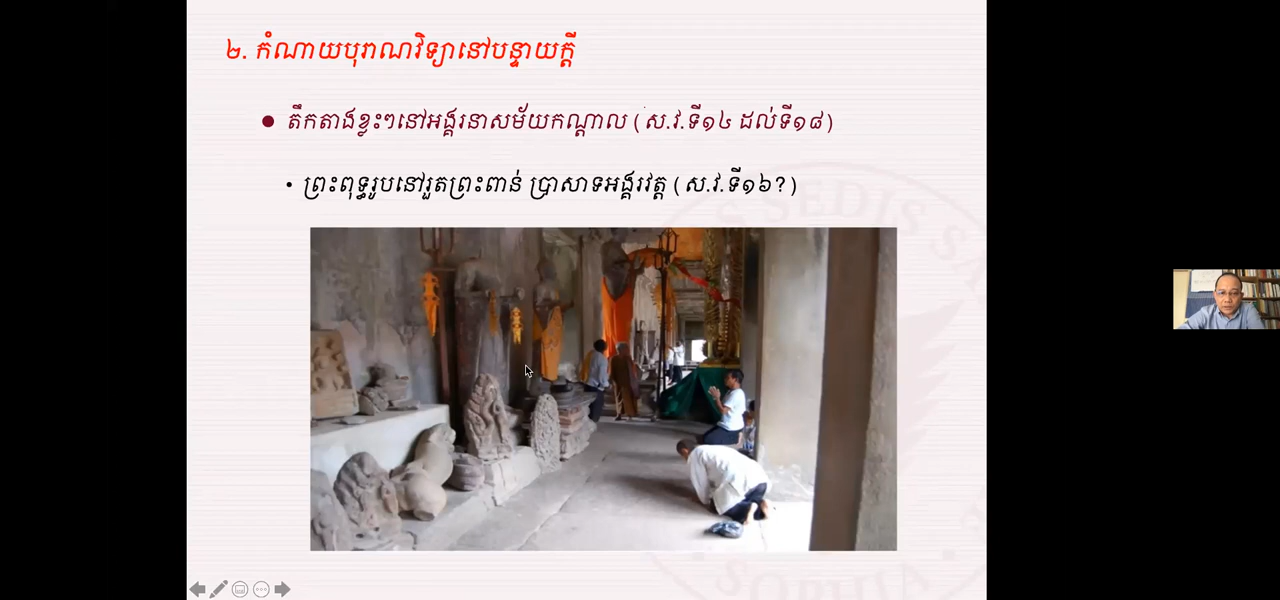 ២. កំណាយបុរាណវិទ្យានៅបន្ទាយក្ដី
តឹកតាងខ្លះៗនៅអង្គរនាសម័យកណ្ដាល (ស.វ.ទី១៤ ដល់ទី១៨)
ព្រះពុទ្ធរូបនៅរួតព្រះពាន់ ប្រាសាទអង្គរវត្ត (ស.វ.ទី១៦?)
SEDIS
SOPHIA